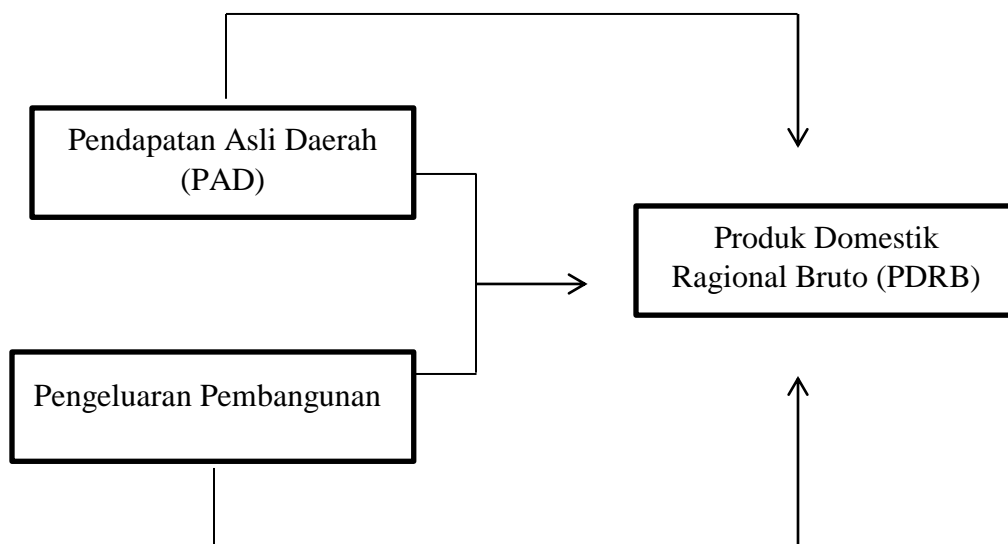 Pendapatan Asli Daerah
(PAD)
Produk Domestik
Ragional Bruto (PDRB)
Pengeluaran Pembangunan